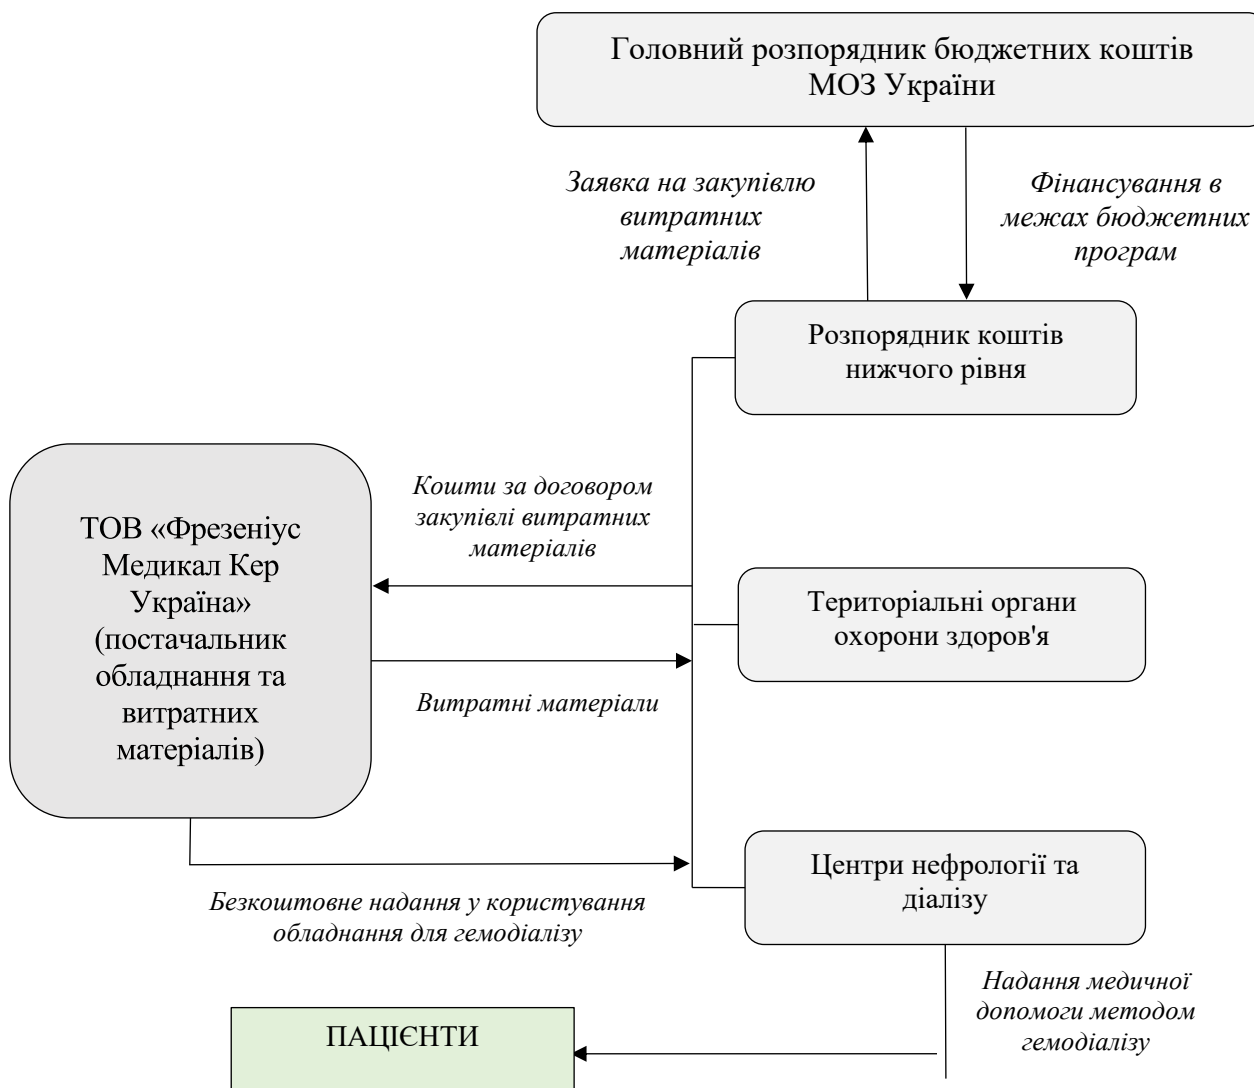 Головний розпорядник бюджетних коштів
МОЗ України
Заявка на закупівлю
витратних
матеріалів
Фінансування в
межах бюджетних
програм
Розпорядник коштів
нижчого рівня
Кошти за договором
закупівлі витратних
матеріалів
ТОВ «Фрезеніус
Медикал Кер
Україна»
(постачальник
обладнання та
витратних
матеріалів)
Територіальні органи
охорони здоров'я
Витратні матеріали
Центри нефрології та
діалізу
Безкоштовне надання у користування
обладнання для гемодіалізу
Надання медичної
допомоги методом
гемодіалізу
ПАЦІЄНТИ